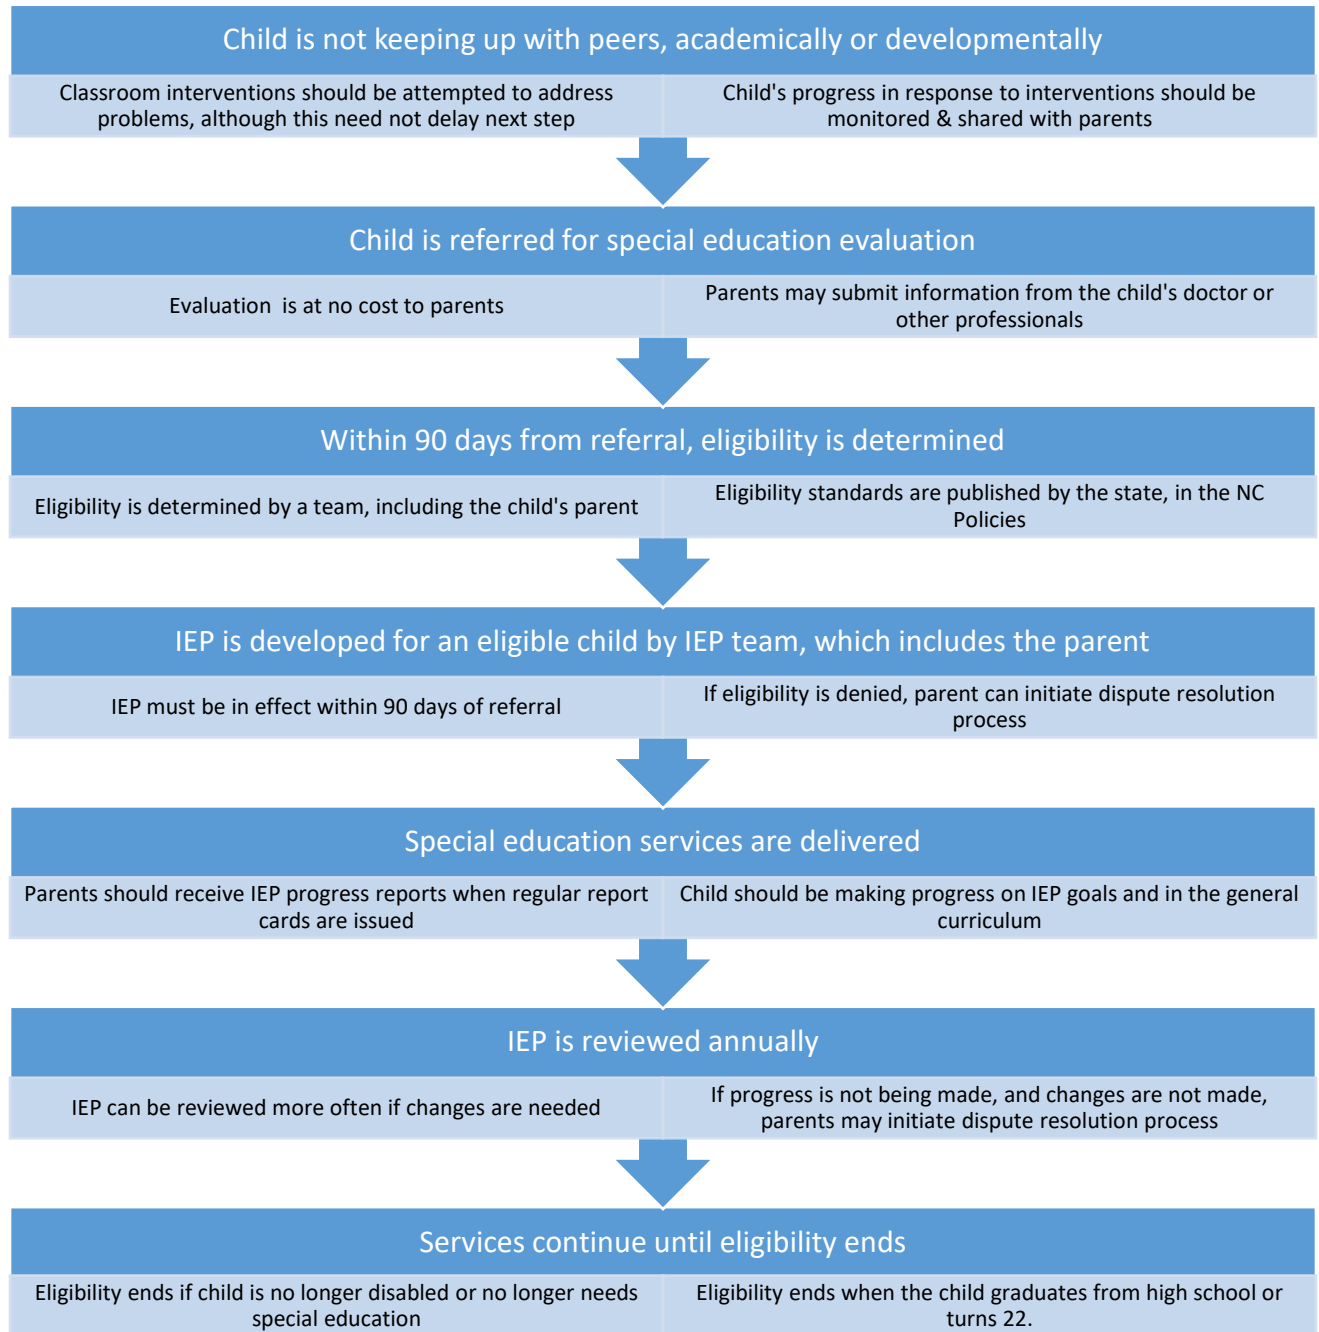 Child is not keeping up with peers, academically or developmentally
Classroom interventions should be attempted to address
problems, although this need not delay next step
Child's progress in response to interventions should be
monitored & shared with parents
Child is referred for special education evaluation
Evaluation  is at no cost to parents
Parents may submit information from the child's doctor or
other professionals
Within 90 days from referral, eligibility is determined
Eligibility is determined by a team, including the child's parent
Eligibility standards are published by the state, in the NC
Policies
IEP is developed for an eligible child by IEP team, which includes the parent
IEP must be in effect within 90 days of referral
If eligibility is denied, parent can initiate dispute resolution
process
Special education services are delivered
Parents should receive IEP progress reports when regular report
cards are issued
Child should be making progress on IEP goals and in the general
curriculum
IEP is reviewed annually
IEP can be reviewed more often if changes are needed
If progress is not being made, and changes are not made,
parents may initiate dispute resolution process
Services continue until eligibility ends
Eligibility ends if child is no longer disabled or no longer needs
special education
Eligibility ends when the child graduates from high school or
turns 22.